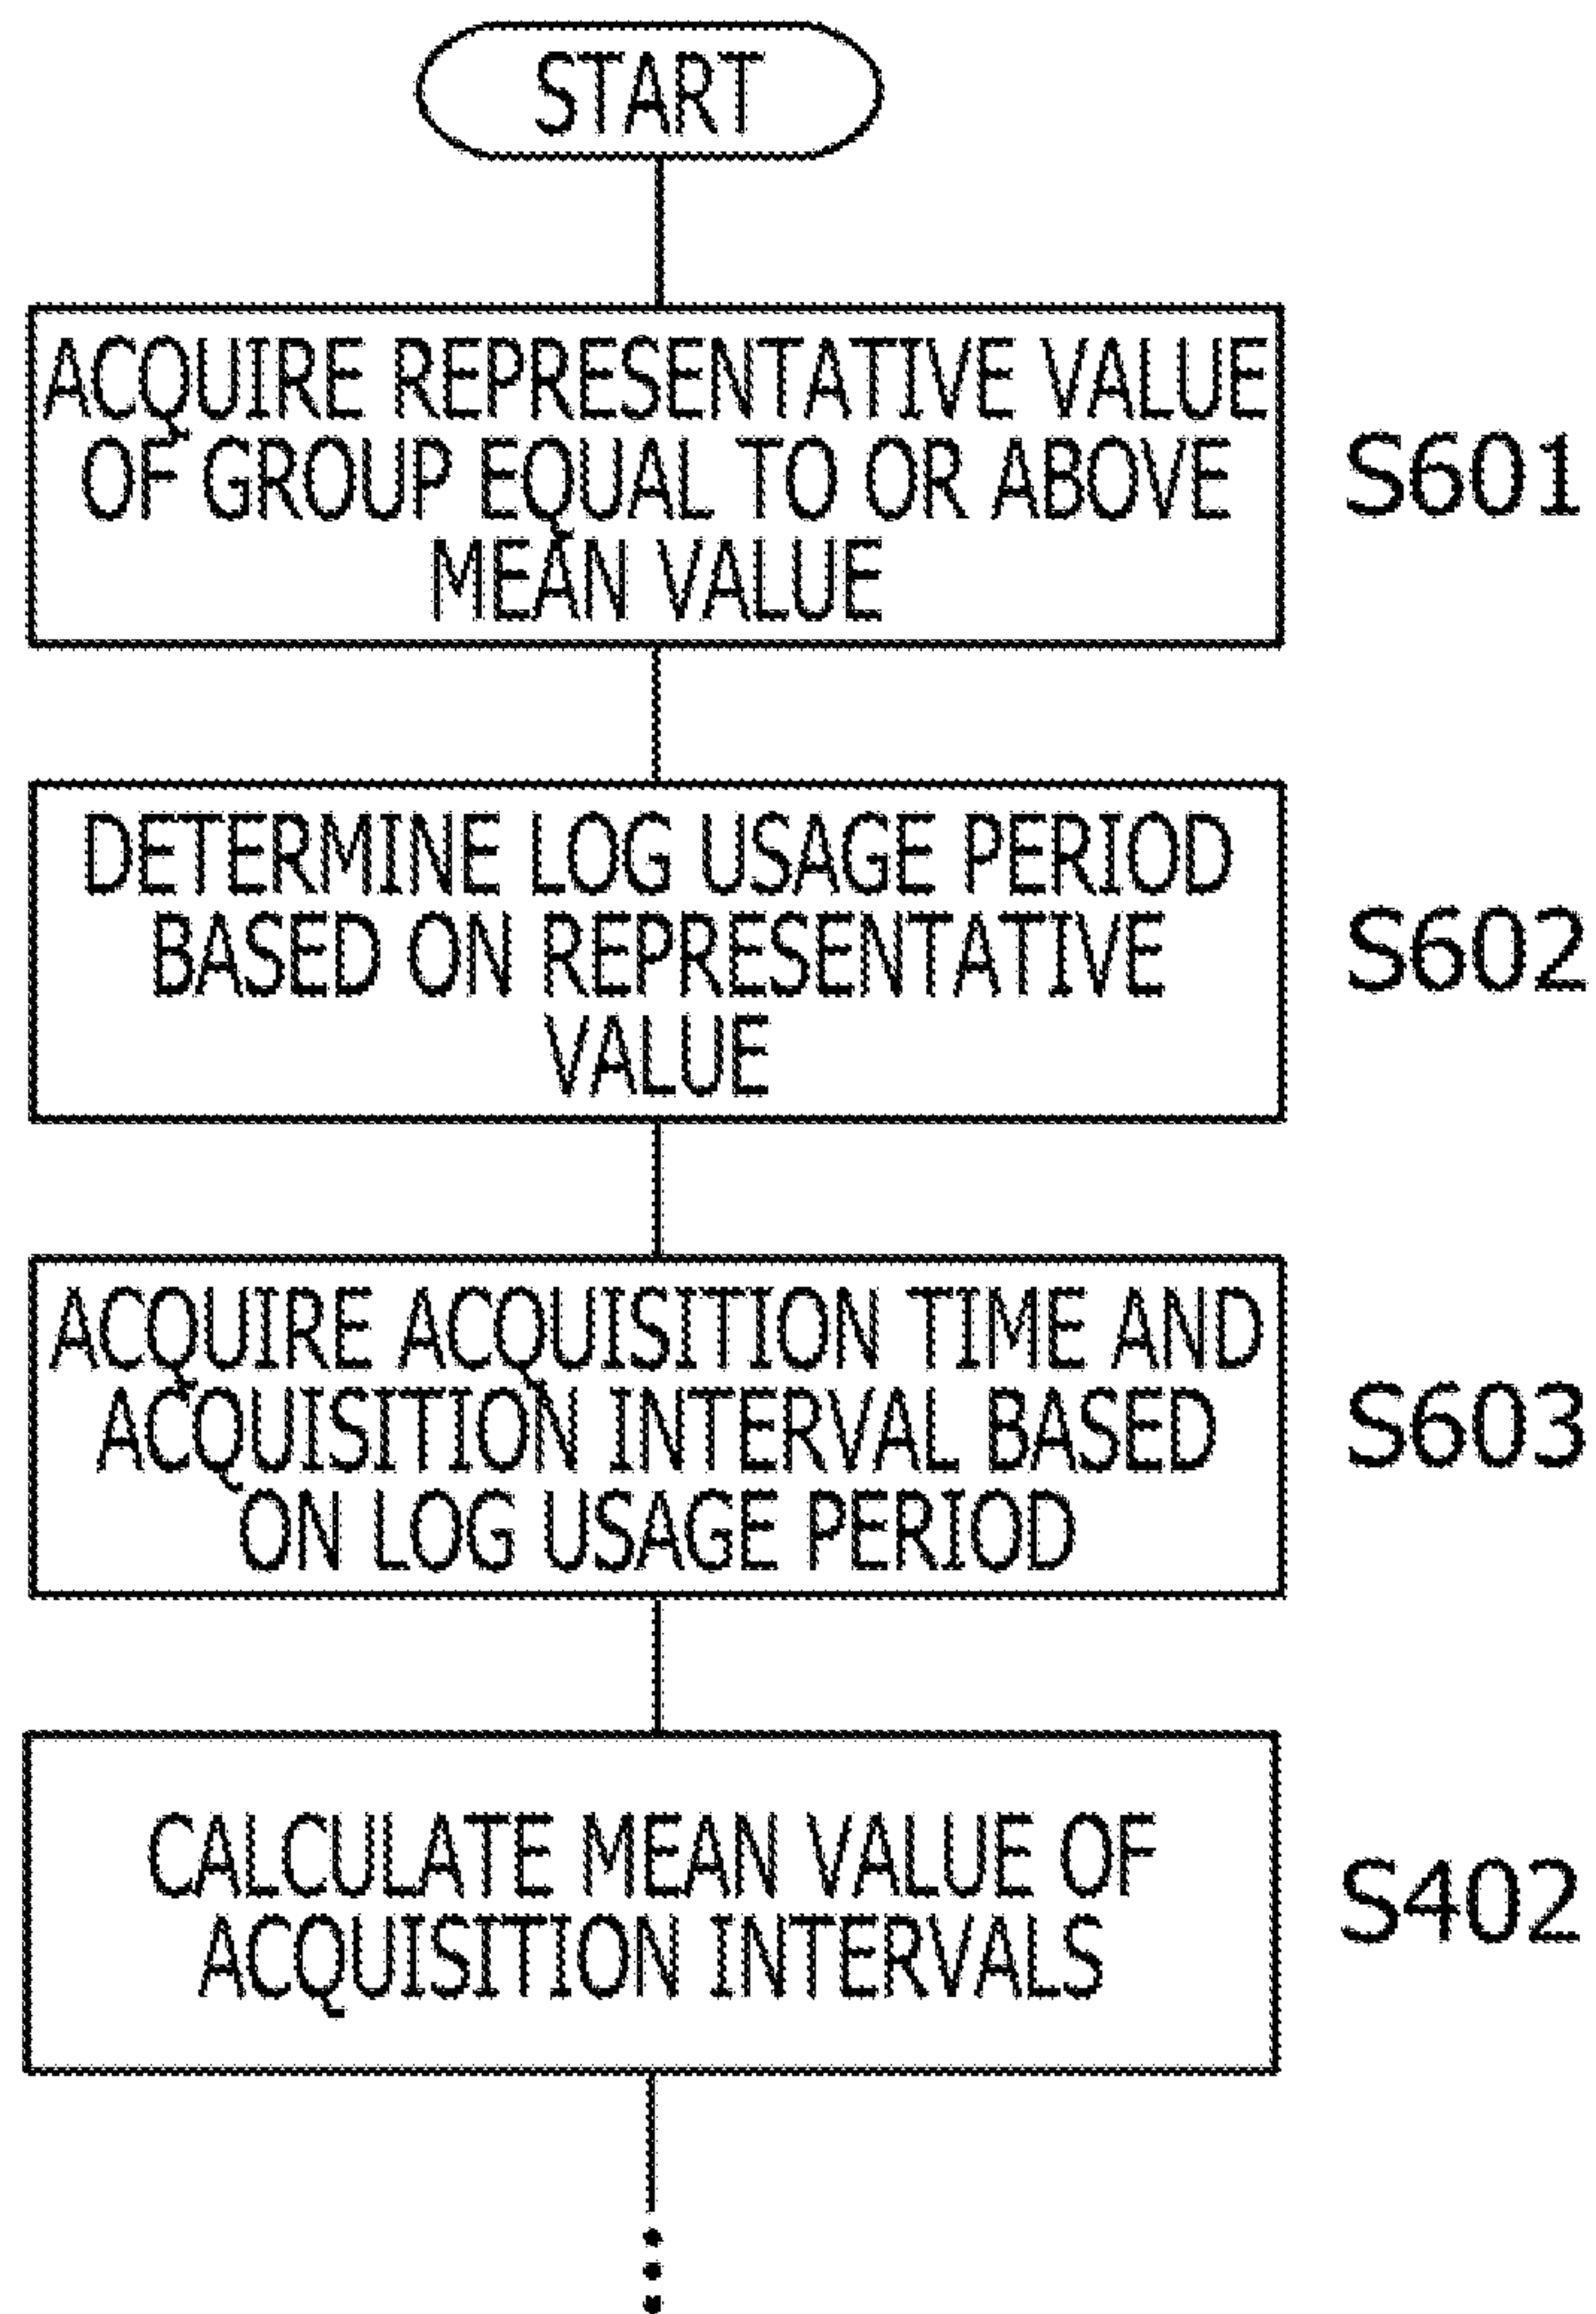 START
ACQUIRE REPRESENTATIVE VALUE
OF GROUP EQUAL TO OR ABOVE
MEAN VALUE
S601
DETERMINE LOG USAGE PERIOD
BASED ON REPRESENTATIVE
VALUE
S602
ACQUIRE ACQUISITION TIME AND
ACQUISITION INTERVAL BASED
ON LOG USAGE PERIOD
S603
CALCULATE MEAN VALUE OF
ACQUISITION INTERVALS
S402